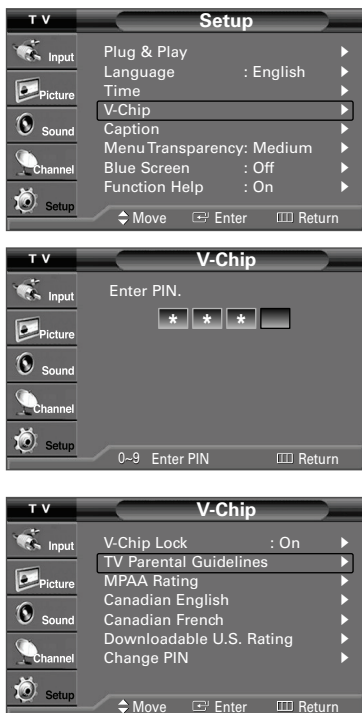 TV Setup
Input
Picture
Sound
Channel
Setup
Plug & Play
Language : English
Time
V-Chip
Caption
Menu Transparency: Medium
Blue Screen : Off
Function Help : On
Move Enter Return
TV V-Chip
Input
Picture
Sound
Channel
Setup
Enter PIN.
* * *
0~9 Enter PIN Return
TV V-Chip
Input
Picture
Sound
Channel
Setup
V-Chip Lock : On
TV Parental Guidelines
MPAA Rating
Canadian English
Canadian French
Downloadable U.S. Rating
Change PIN
Move Enter Return